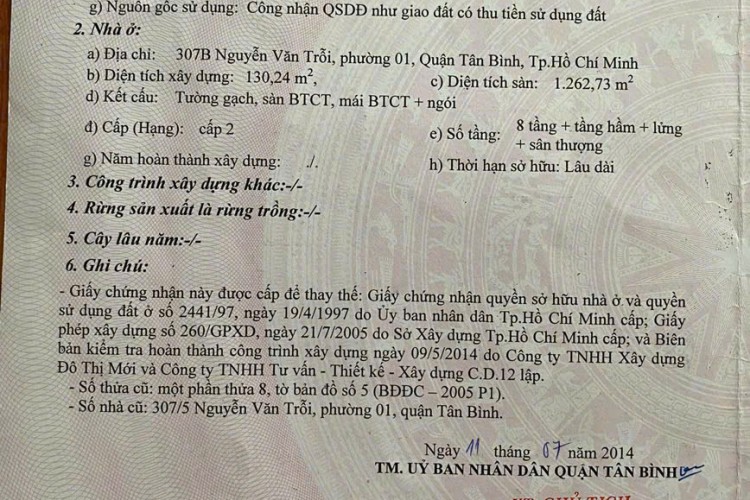 g) Nguồn gốc sử dụng: Công nhận QSDĐ như giao đất có thu tiền sử dụng đất
2. Nhà ở:
a) Địa chỉ: 307B Nguyễn Văn Trỗi, phường 01, Quận Tân Bình, Tp.Hồ Chí Minh
b) Diện tích xây dựng: 130,24 m², c) Diện tích sàn: 1.262,73 m²
d) Kết cấu: Tường gạch, sàn BTCT, mái BTCT + ngói
đ) Cấp (Hạng): cấp 2 e) Số tầng: 8 tầng + tầng hầm + lửng
+ sân thượng
g) Năm hoàn thành xây dựng: ./. h) Thời hạn sở hữu: Lâu dài
3. Công trình xây dựng khác:-/-
4. Rừng sản xuất là rừng trồng:-/-
5. Cây lâu năm:-/-
6. Ghi chú:
- Giấy chứng nhận này được cấp để thay thế: Giấy chứng nhận quyền sở hữu nhà ở và quyền
sử dụng đất ở số 2441/97, ngày 19/4/1997 do Ủy ban nhân dân Tp.Hồ Chí Minh cấp; Giấy
phép xây dựng số 260/GPXD, ngày 21/7/2005 do Sở Xây dựng Tp.Hồ Chí Minh cấp; và Biên
bản kiểm tra hoàn thành công trình xây dựng ngày 09/5/2014 do Công ty TNHH Xây dựng
Đô Thị Mới và Công ty TNHH Tư vấn - Thiết kế - Xây dựng C.D.12 lập.
- Số thửa cũ: một phần thửa 8, tờ bản đồ số 5 (BĐĐC – 2005 P1).
- Số nhà cũ: 307/5 Nguyễn Văn Trỗi, phường 01, quận Tân Bình.
Ngày 11 tháng 07 năm 2014
TM. UỶ BAN NHÂN DÂN QUẬN TÂN BÌNH